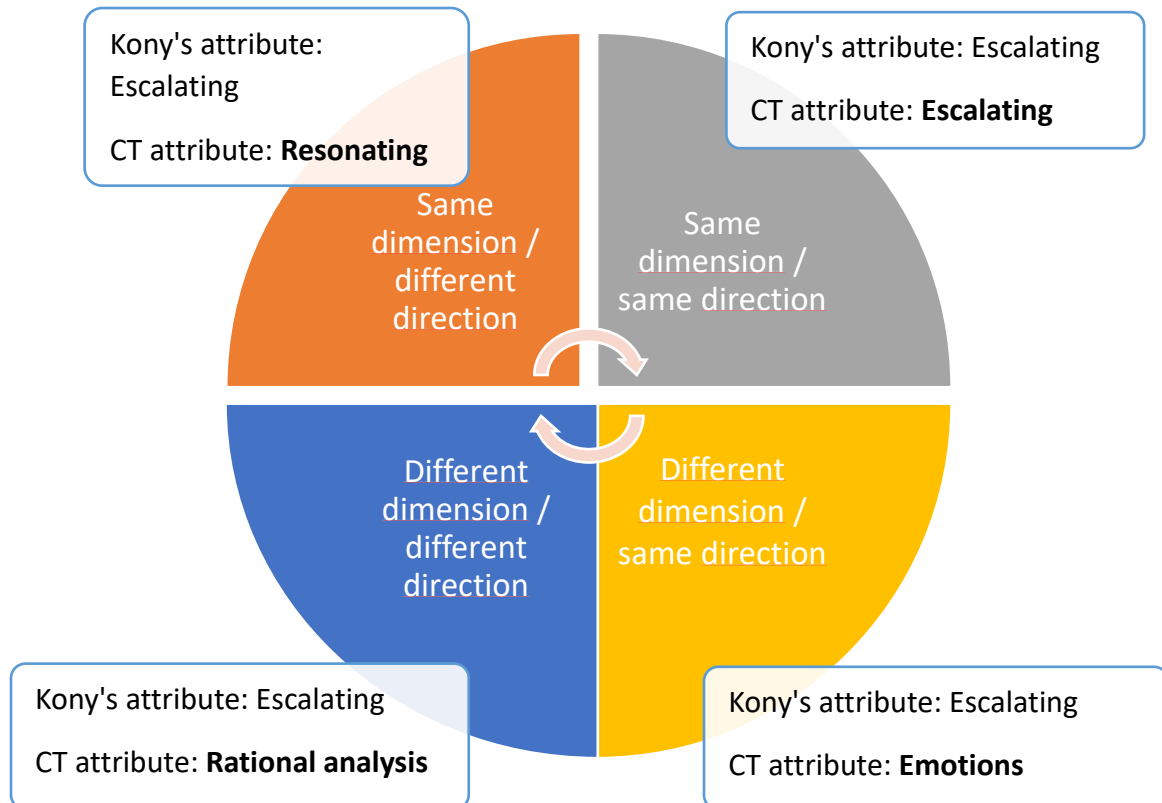 Kony's attribute:
Escalating
CT attribute: Resonating
Kony's attribute: Escalating
CT attribute: Escalating
Same
dimension /
different
direction
Same
dimension /
same direction
Different
dimension /
different
direction
Different
dimension /
same direction
Kony's attribute: Escalating
CT attribute: Rational analysis
Kony's attribute: Escalating
CT attribute: Emotions